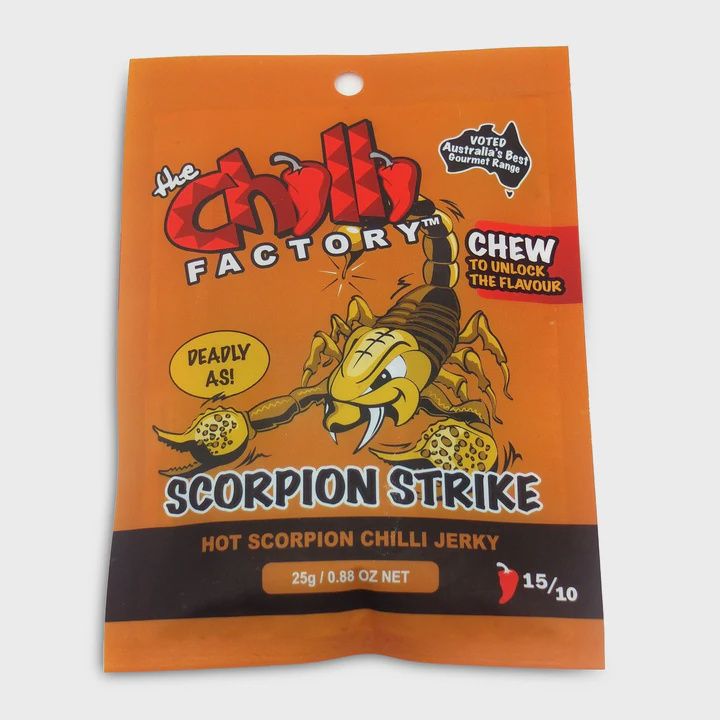 VOTED
Australia's Best
Gourmet Range
the
Chilli
FACTORY™
CHEW
TO UNLOCK
THE FLAVOUR
DEADLY
AS!
SCORPION STRIKE
HOT SCORPION CHILLI JERKY
25g / 0.88 OZ NET
15/10